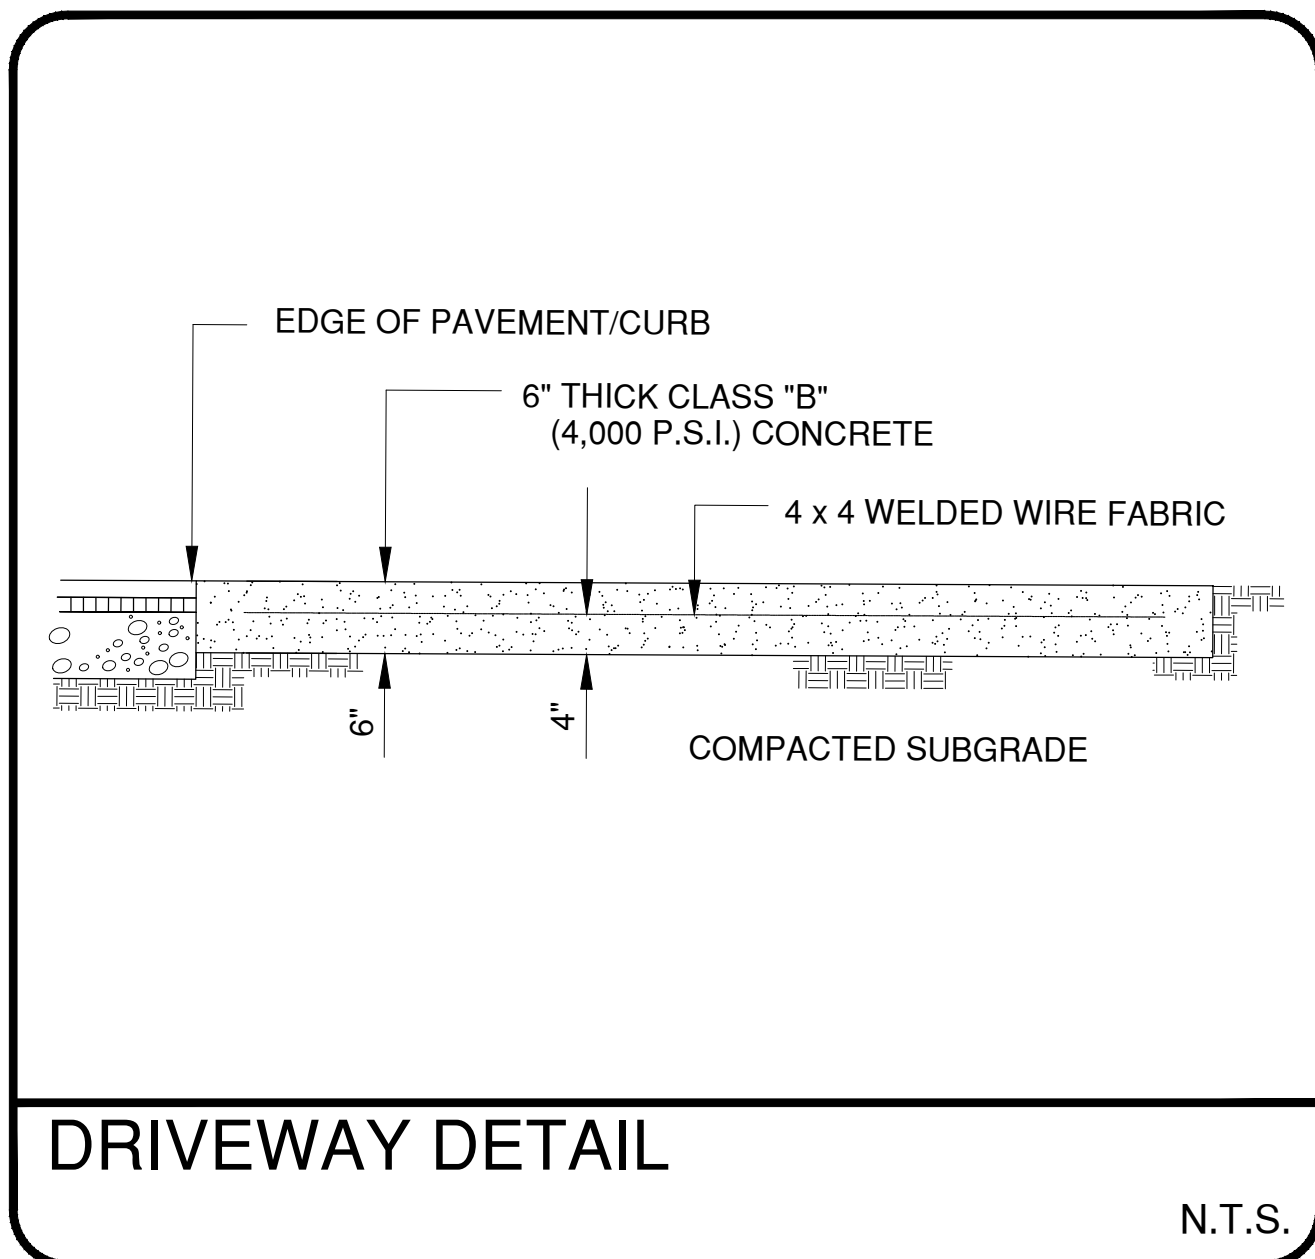 EDGE OF PAVEMENT/CURB
6" THICK CLASS "B"
(4,000 P.S.I.) CONCRETE
4 x 4 WELDED WIRE FABRIC
6"
4"
COMPACTED SUBGRADE
DRIVEWAY DETAIL
N.T.S.